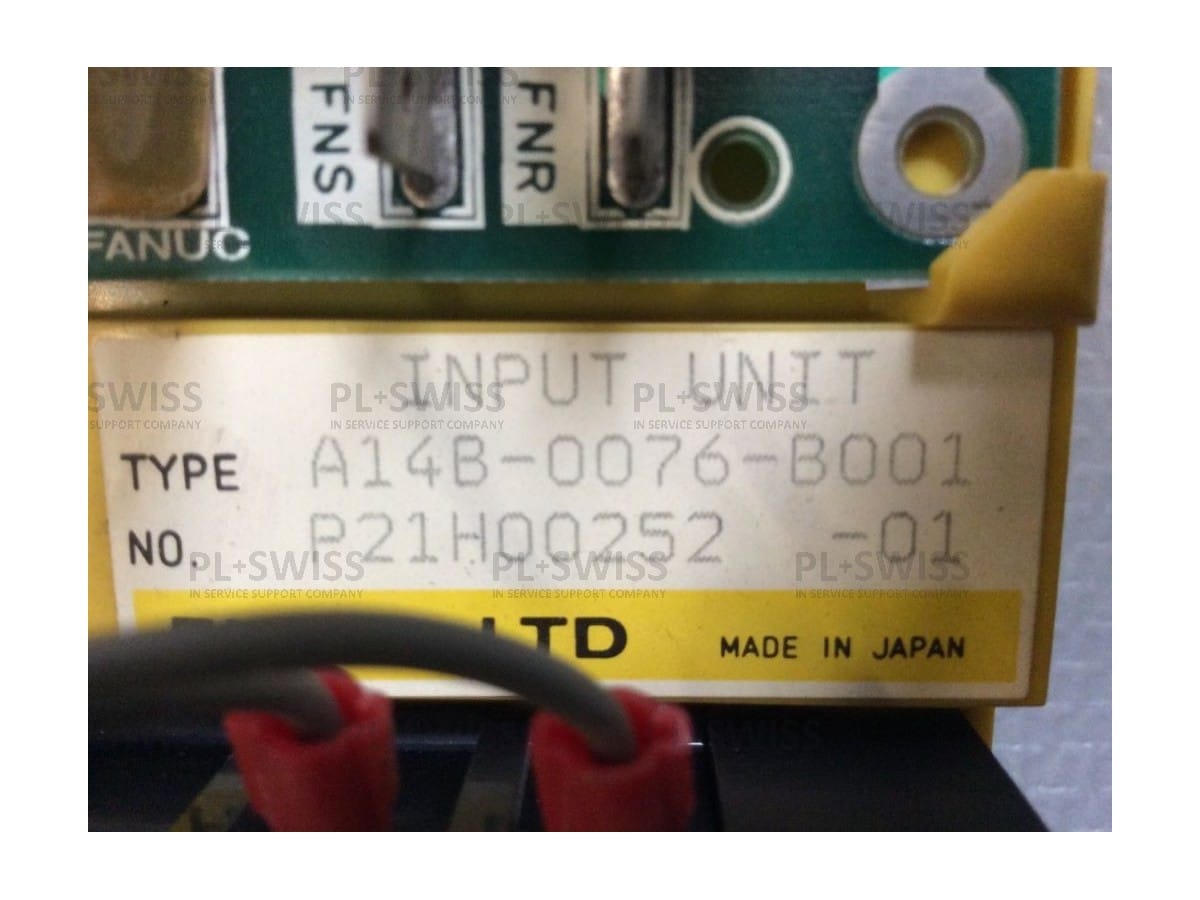 FNS
FNR
FANUC
INPUT UNIT
TYPE A14B-0076-B001
NO. P21H00252 -01
LTD MADE IN JAPAN
PL+SWISS
IN SERVICE SUPPORT COMPANY